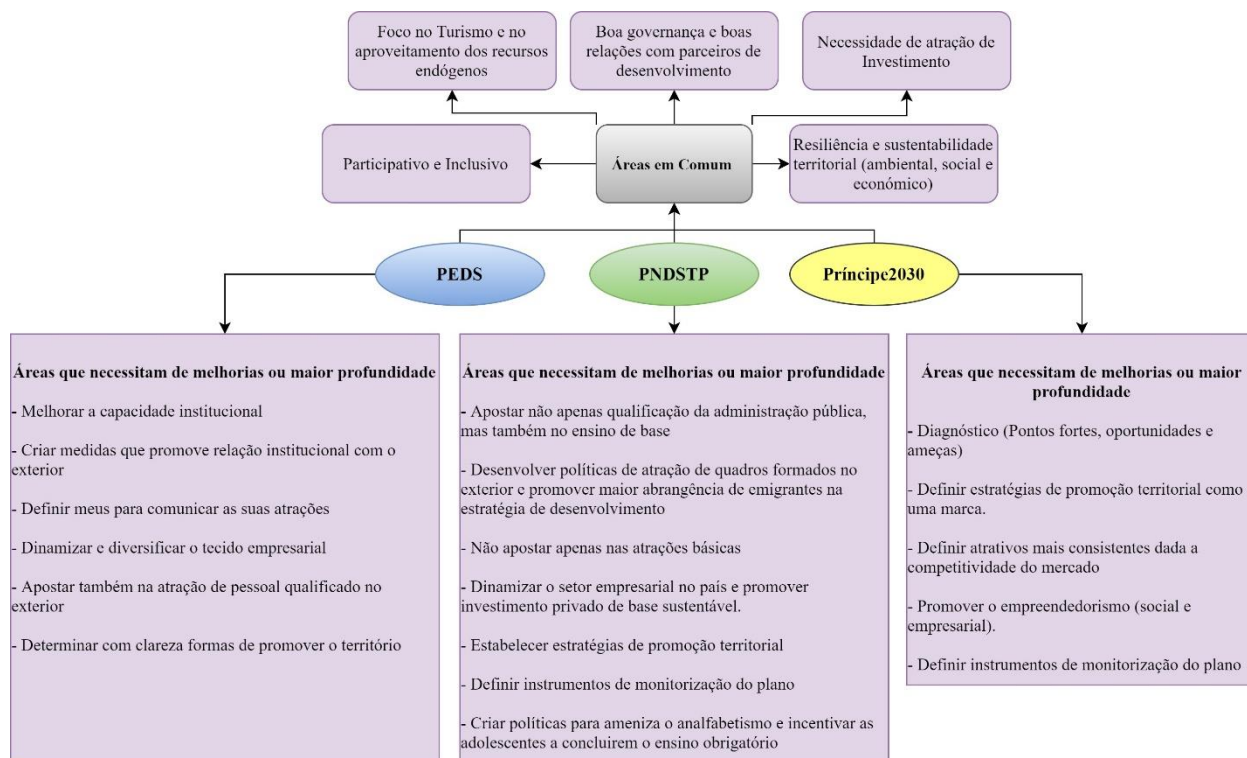 Foco no Turismo e no
aproveitamento dos recursos
endógenos
Boa governança e boas
relações com parceiros de
desenvolvimento
Necessidade de atração de
Investimento
Participativo e Inclusivo
Áreas em Comum
Resiliência e sustentabilidade
territorial (ambiental, social e
económico)
PEDS
PNDSTP
Príncipe2030
Áreas que necesitam de melhorias ou maior profundidade
- Melhorar a capacidade institucional
- Criar medidas que promove relação institucional com o
exterior
- Definir meus para comunicar as suas atrações
- Dinamizar e diversificar o tecido empresarial
- Apostar também na atração de pessoal qualificado no
exterior
- Determinar com clareza formas de promover o território
Áreas que necessitam de melhorias ou maior profundidade
- Apostar não apenas qualificação da administração pública,
mas também no ensino de base
- Desenvolver políticas de atração de quadros formados no
exterior e promover maior abrangência de emigrantes na
estratégia de desenvolvimento
- Não apostar apenas nas atrações básicas
- Dinamizar o setor empresarial no país e promover
investimento privado de base sustentável.
- Estabelecer estratégias de promoção territorial
- Definir instrumentos de monitorização do plano
- Criar políticas para ameniza o analfabetismo e incentivar as
adolescentes a concluirem o ensino obrigatório
Áreas que necessitam de melhorias ou maior
profundidade
- Diagnóstico (Pontos fortes, oportunidades e
ameças)
- Definir estratégias de promoção territorial como
uma marca.
- Definir atrativos mais consistentes dada a
competitividade do mercado
- Promover o empreendedorismo (social e
empresarial).
- Definir instrumentos de monitorização do plano